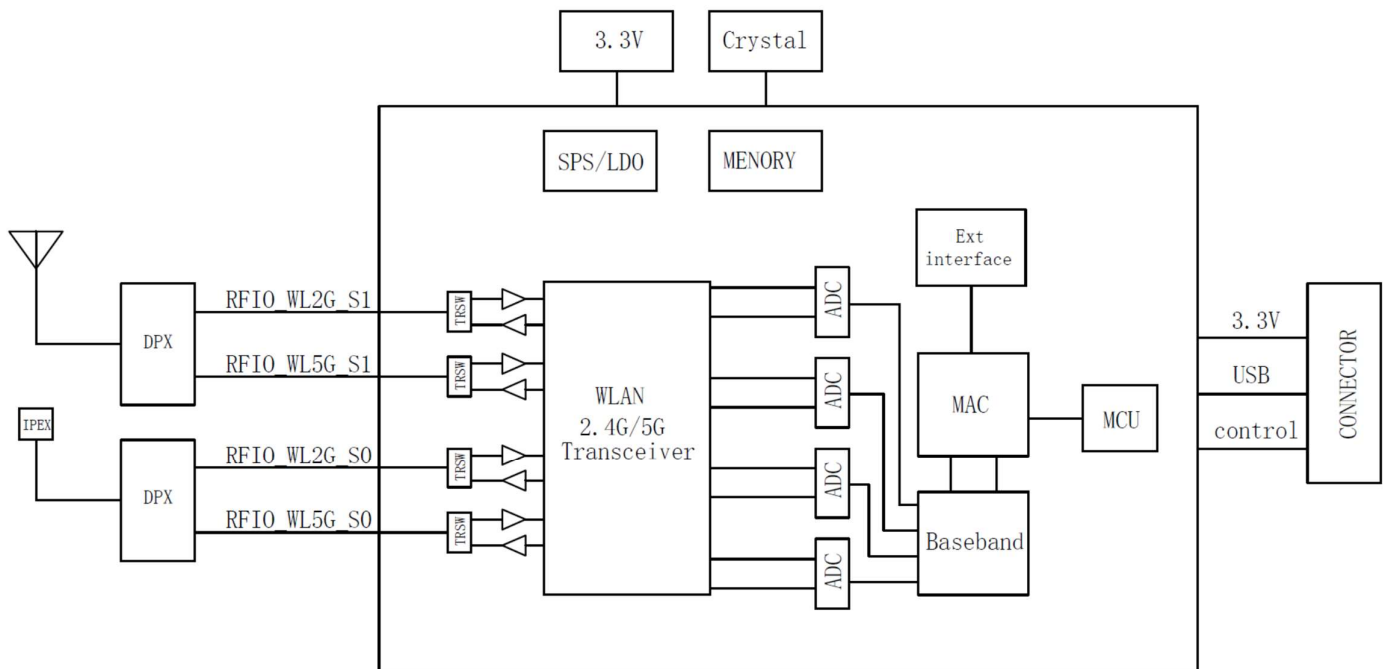 3.3V
Crystal
SPS/LDO
MENORY
Ext
interface
RFIO_WL2G_S1
TRSW
ADC
DPX
3.3V
RFIO_WL5G_S1
TRSW
ADC
USB
CONNECTOR
WLAN
2.4G/5G
Transceiver
MAC
MCU
IPEX
control
RFIO_WL2G_S0
TRSW
ADC
DPX
RFIO_WL5G_S0
TRSW
ADC
Baseband